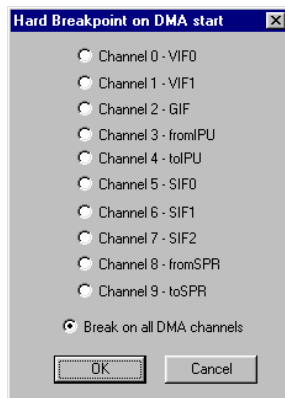 Hard Breakpoint on DMA start
Channel 0 - VIF0
Channel 1 - VIF1
Channel 2 - GIF
Channel 3 - fromIPU
Channel 4 - toIPU
Channel 5 - SIF0
Channel 6 - SIF1
Channel 7 - SIF2
Channel 8 - fromSPR
Channel 9 - toSPR
Break on all DMA channels
OK Cancel